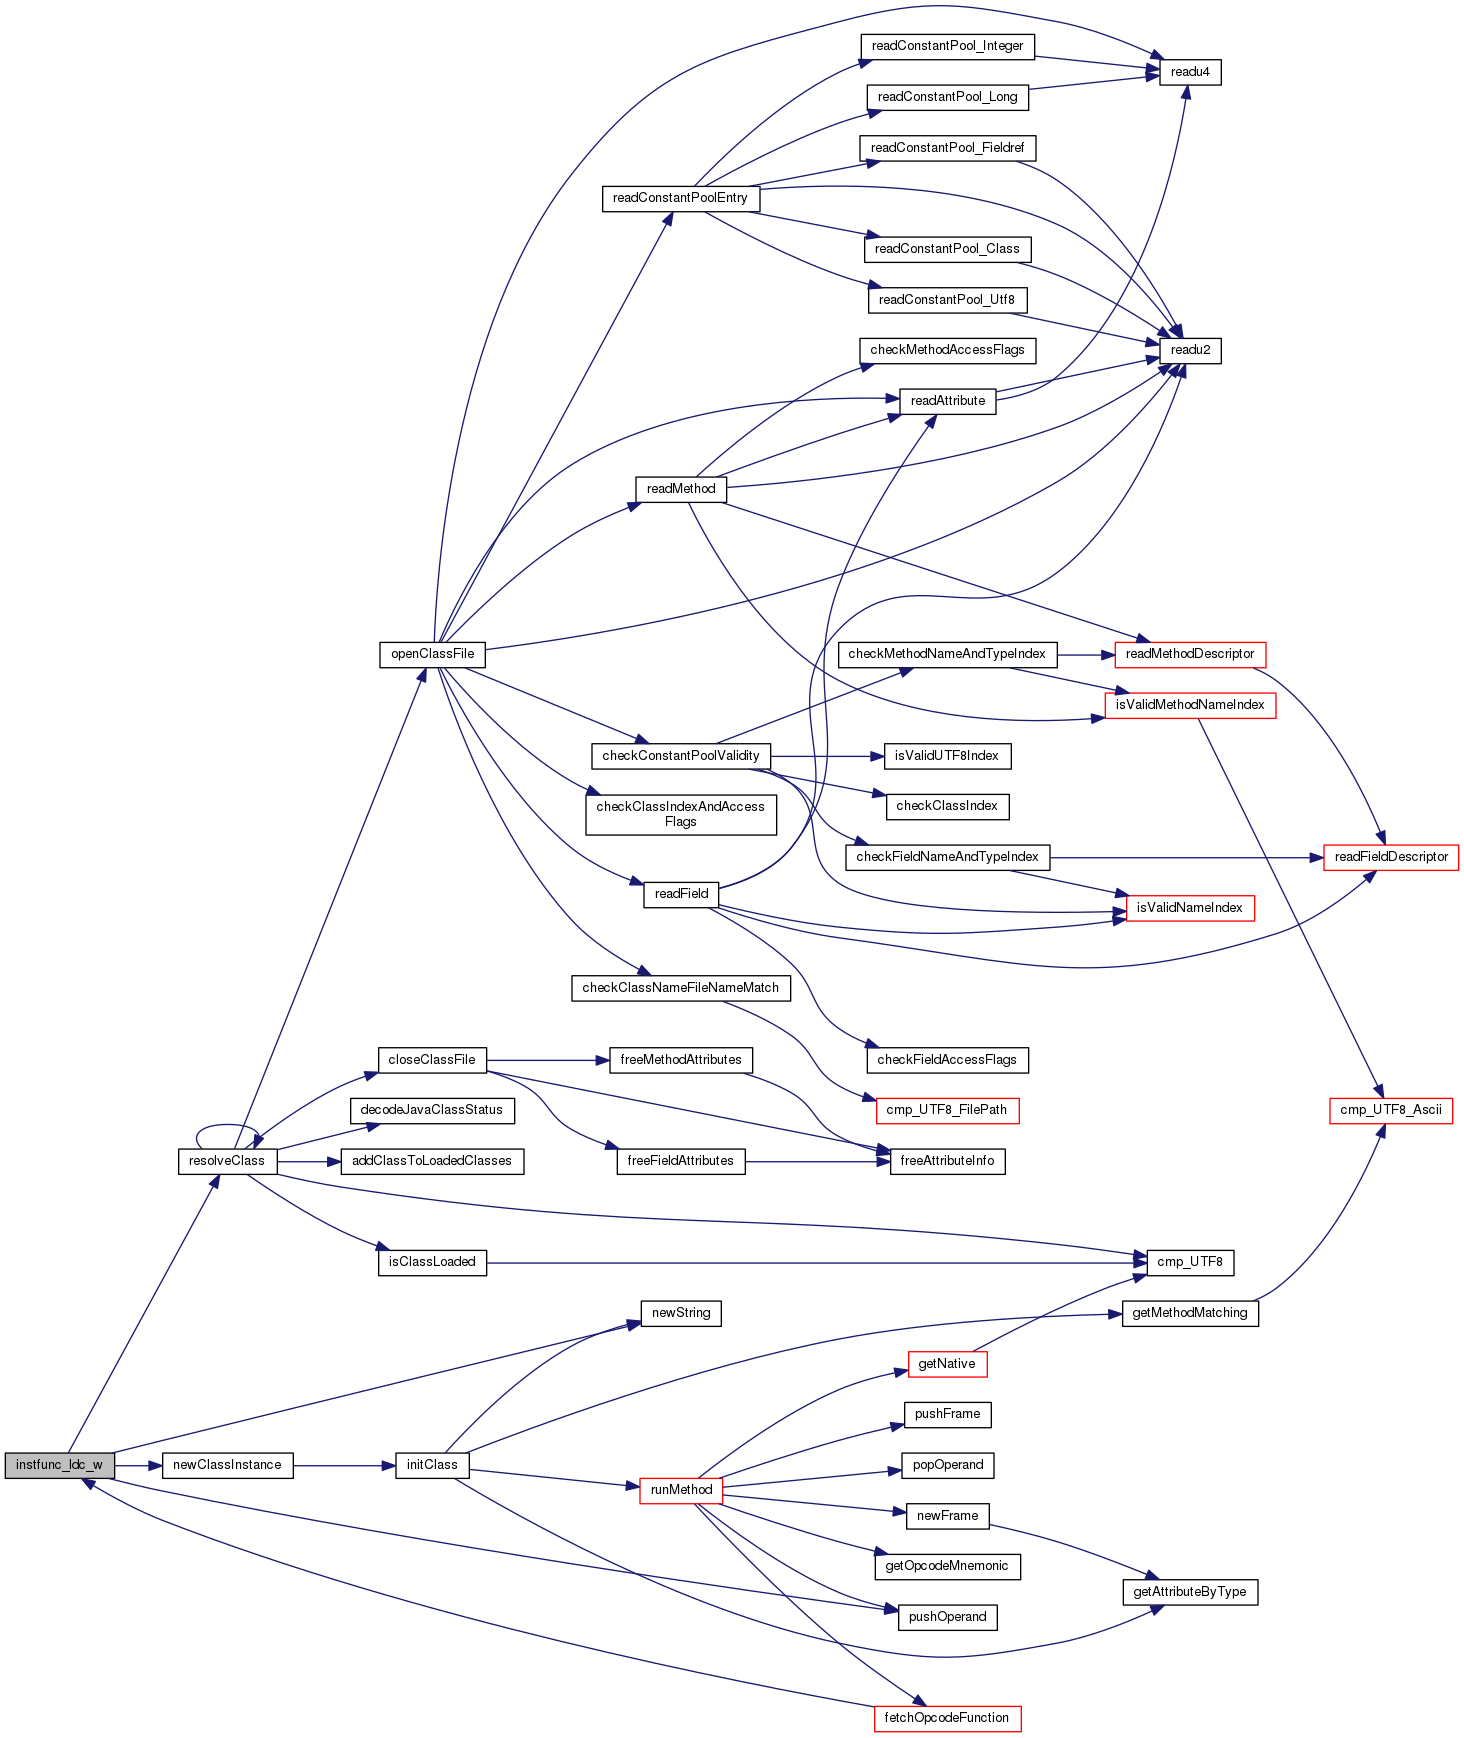 readConstantPool_Integer
readu4
readConstantPool_Long
readConstantPool_Fieldref
readConstantPoolEntry
readConstantPool_Class
readConstantPool_Utf8
checkMethodAccessFlags
readu2
readAttribute
readMethod
openClassFile
checkMethodNameAndTypeIndex
readMethodDescriptor
isValidMethodNameIndex
checkConstantPoolValidity
isValidUTF8Index
checkClassIndex
checkClassIndexAndAccess
Flags
checkFieldNameAndTypeIndex
readFieldDescriptor
readField
isValidNameIndex
checkClassNameFileNameMatch
closeClassFile
freeMethodAttributes
checkFieldAccessFlags
decodeJavaClassStatus
cmp_UTF8_FilePath
cmp_UTF8_Ascii
resolveClass
addClassToLoadedClasses
freeFieldAttributes
freeAttributeInfo
isClassLoaded
cmp_UTF8
newString
getMethodMatching
getNative
pushFrame
instfunc_ldc_w
newClassInstance
initClass
popOperand
runMethod
newFrame
getOpcodeMnemonic
getAttributeByType
pushOperand
fetchOpcodeFunction